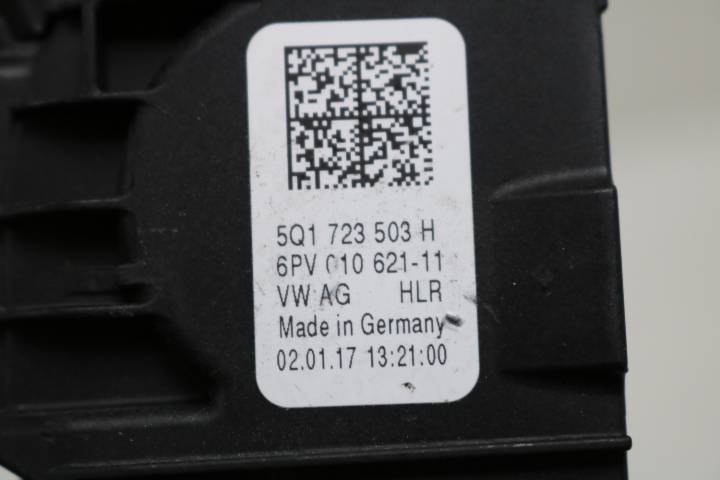 5Q1 723 503 H
6PV 010 621-11
VW AG HLR
Made in Germany
02.01.17 13:21:00